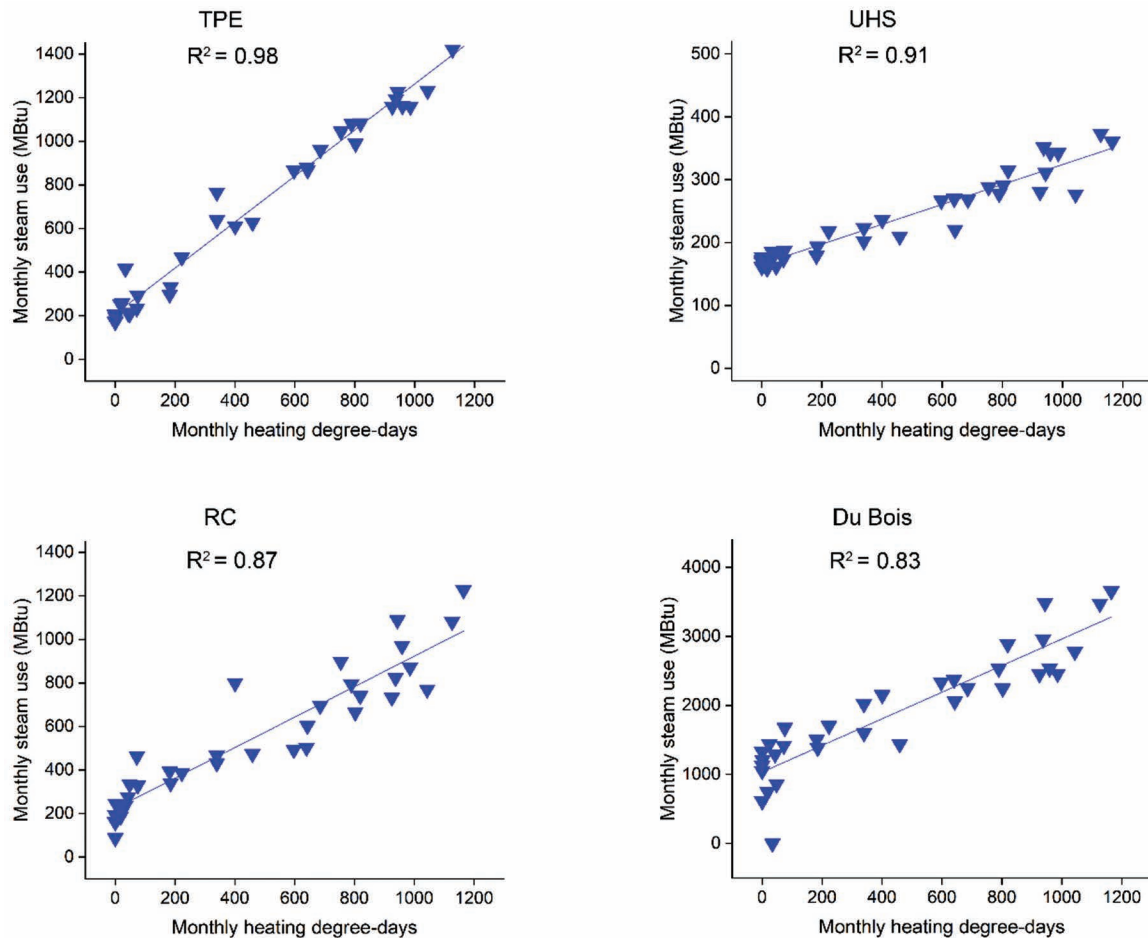 TPE
R² = 0.98
1400
1200
1000
800
600
400
200
0
Monthly steam use (MBtu)
0 200 400 600 800 1000 1200
Monthly heating degree-days
UHS
R² = 0.91
500
400
300
200
100
0
Monthly steam use (MBtu)
0 200 400 600 800 1000 1200
Monthly heating degree-days
RC
R² = 0.87
1400
1200
1000
800
600
400
200
0
Monthly steam use (MBtu)
0 200 400 600 800 1000 1200
Monthly heating degree-days
Du Bois
R² = 0.83
4000
3000
2000
1000
0
Monthly steam use (MBtu)
0 200 400 600 800 1000 1200
Monthly heating degree-days